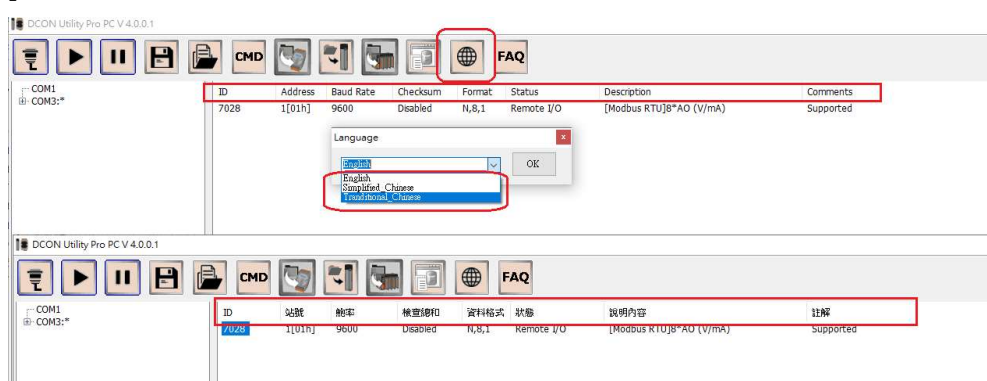 DCON Utility Pro PC V 4.0.0.1
CMD FAQ
COM1
COM3:*
ID Address Baud Rate Checksum Format Status Description Comments
7028 1[01h] 9600 Disabled N,8,1 Remote I/O [Modbus RTU]8*AO (V/mA) Supported
Language
English OK
English
Simplified_Chinese
Tranditional_Chinese
DCON Utility Pro PC V 4.0.0.1
CMD FAQ
COM1
COM3:*
ID 站號 鮑率 檢查總和 資料格式 狀態 說明內容 註解
7028 1[01h] 9600 Disabled N,8,1 Remote I/O [Modbus RTU]8*AO (V/mA) Supported